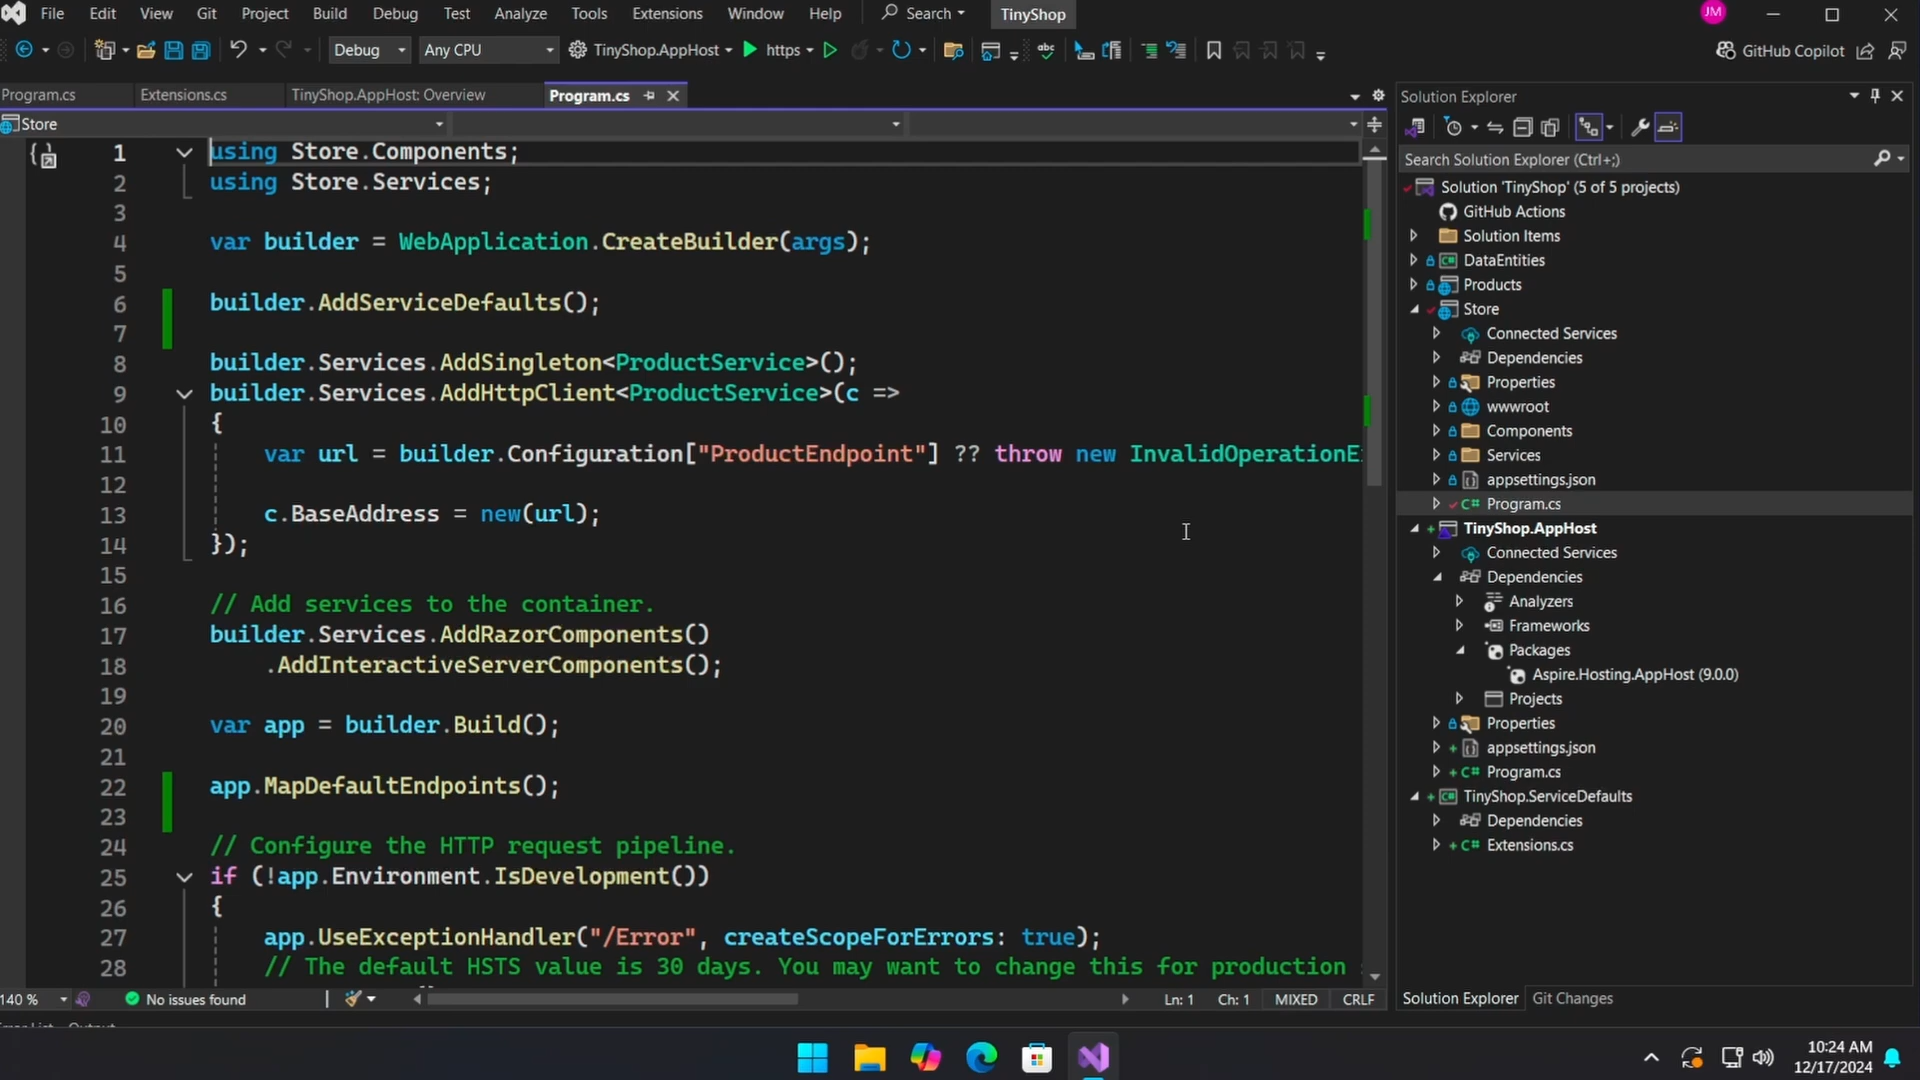 File Edit View Git Project Build Debug Test Analyze Tools Extensions Window Help Search TinyShop JM
Debug Any CPU TinyShop.AppHost https GitHub Copilot
Program.cs Extensions.cs TinyShop.AppHost: Overview Program.cs
Store
1 using Store.Components;
2 using Store.Services;
3
4 var builder = WebApplication.CreateBuilder(args);
5
6 builder.AddServiceDefaults();
7
8 builder.Services.AddSingleton<ProductService>();
9 builder.Services.AddHttpClient<ProductService>(c =>
10 {
11 var url = builder.Configuration["ProductEndpoint"] ?? throw new InvalidOperationE
12
13 c.BaseAddress = new(url);
14 });
15
16 // Add services to the container.
17 builder.Services.AddRazorComponents()
18 .AddInteractiveServerComponents();
19
20 var app = builder.Build();
21
22 app.MapDefaultEndpoints();
23
24 // Configure the HTTP request pipeline.
25 if (!app.Environment.IsDevelopment())
26 {
27 app.UseExceptionHandler("/Error", createScopeForErrors: true);
28 // The default HSTS value is 30 days. You may want to change this for production
140 % No issues found Ln: 1 Ch: 1 MIXED CRLF
Solution Explorer
Search Solution Explorer (Ctrl+;)
Solution 'TinyShop' (5 of 5 projects)
GitHub Actions
Solution Items
DataEntities
Products
Store
Connected Services
Dependencies
Properties
wwwroot
Components
Services
appsettings.json
C# Program.cs
TinyShop.AppHost
Connected Services
Dependencies
Analyzers
Frameworks
Packages
Aspire.Hosting.AppHost (9.0.0)
Projects
Properties
appsettings.json
C# Program.cs
TinyShop.ServiceDefaults
Dependencies
C# Extensions.cs
Solution Explorer Git Changes
10:24 AM
12/17/2024